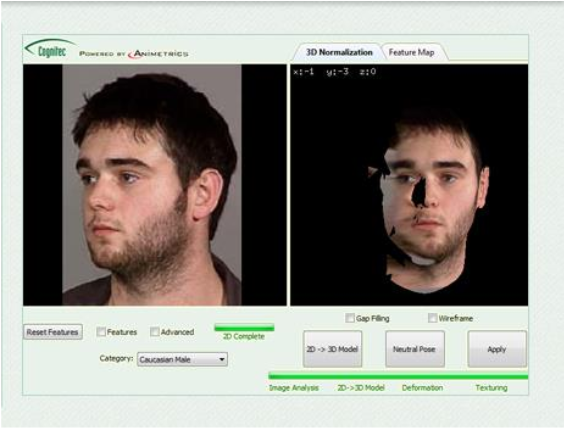 Cognitec POWERED BY ANIMETRICS
3D Normalization Feature Map
x:-1 y:-3 z:0
Gap Filling Wireframe
Reset Features Features Advanced 2D Complete
2D -> 3D Model Neutral Pose Apply
Category: Caucasian Male
Image Analysis 2D->3D Model Deformation Texturing